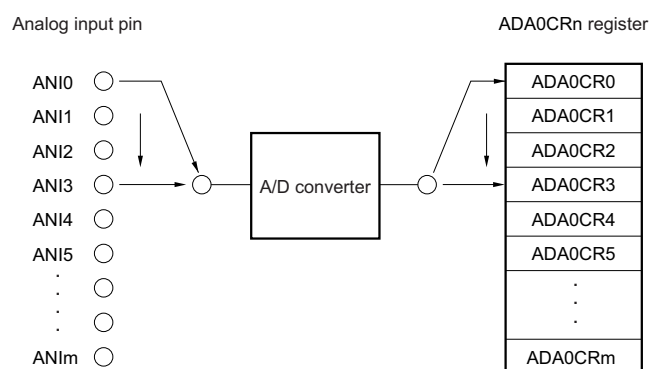 Analog input pin
ADA0CRn register
ANI0
ANI1
ANI2
ANI3
ANI4
ANI5
.
.
.
.
ANIm
A/D converter
ADA0CR0
ADA0CR1
ADA0CR2
ADA0CR3
ADA0CR4
ADA0CR5
.
.
.
ADA0CRm